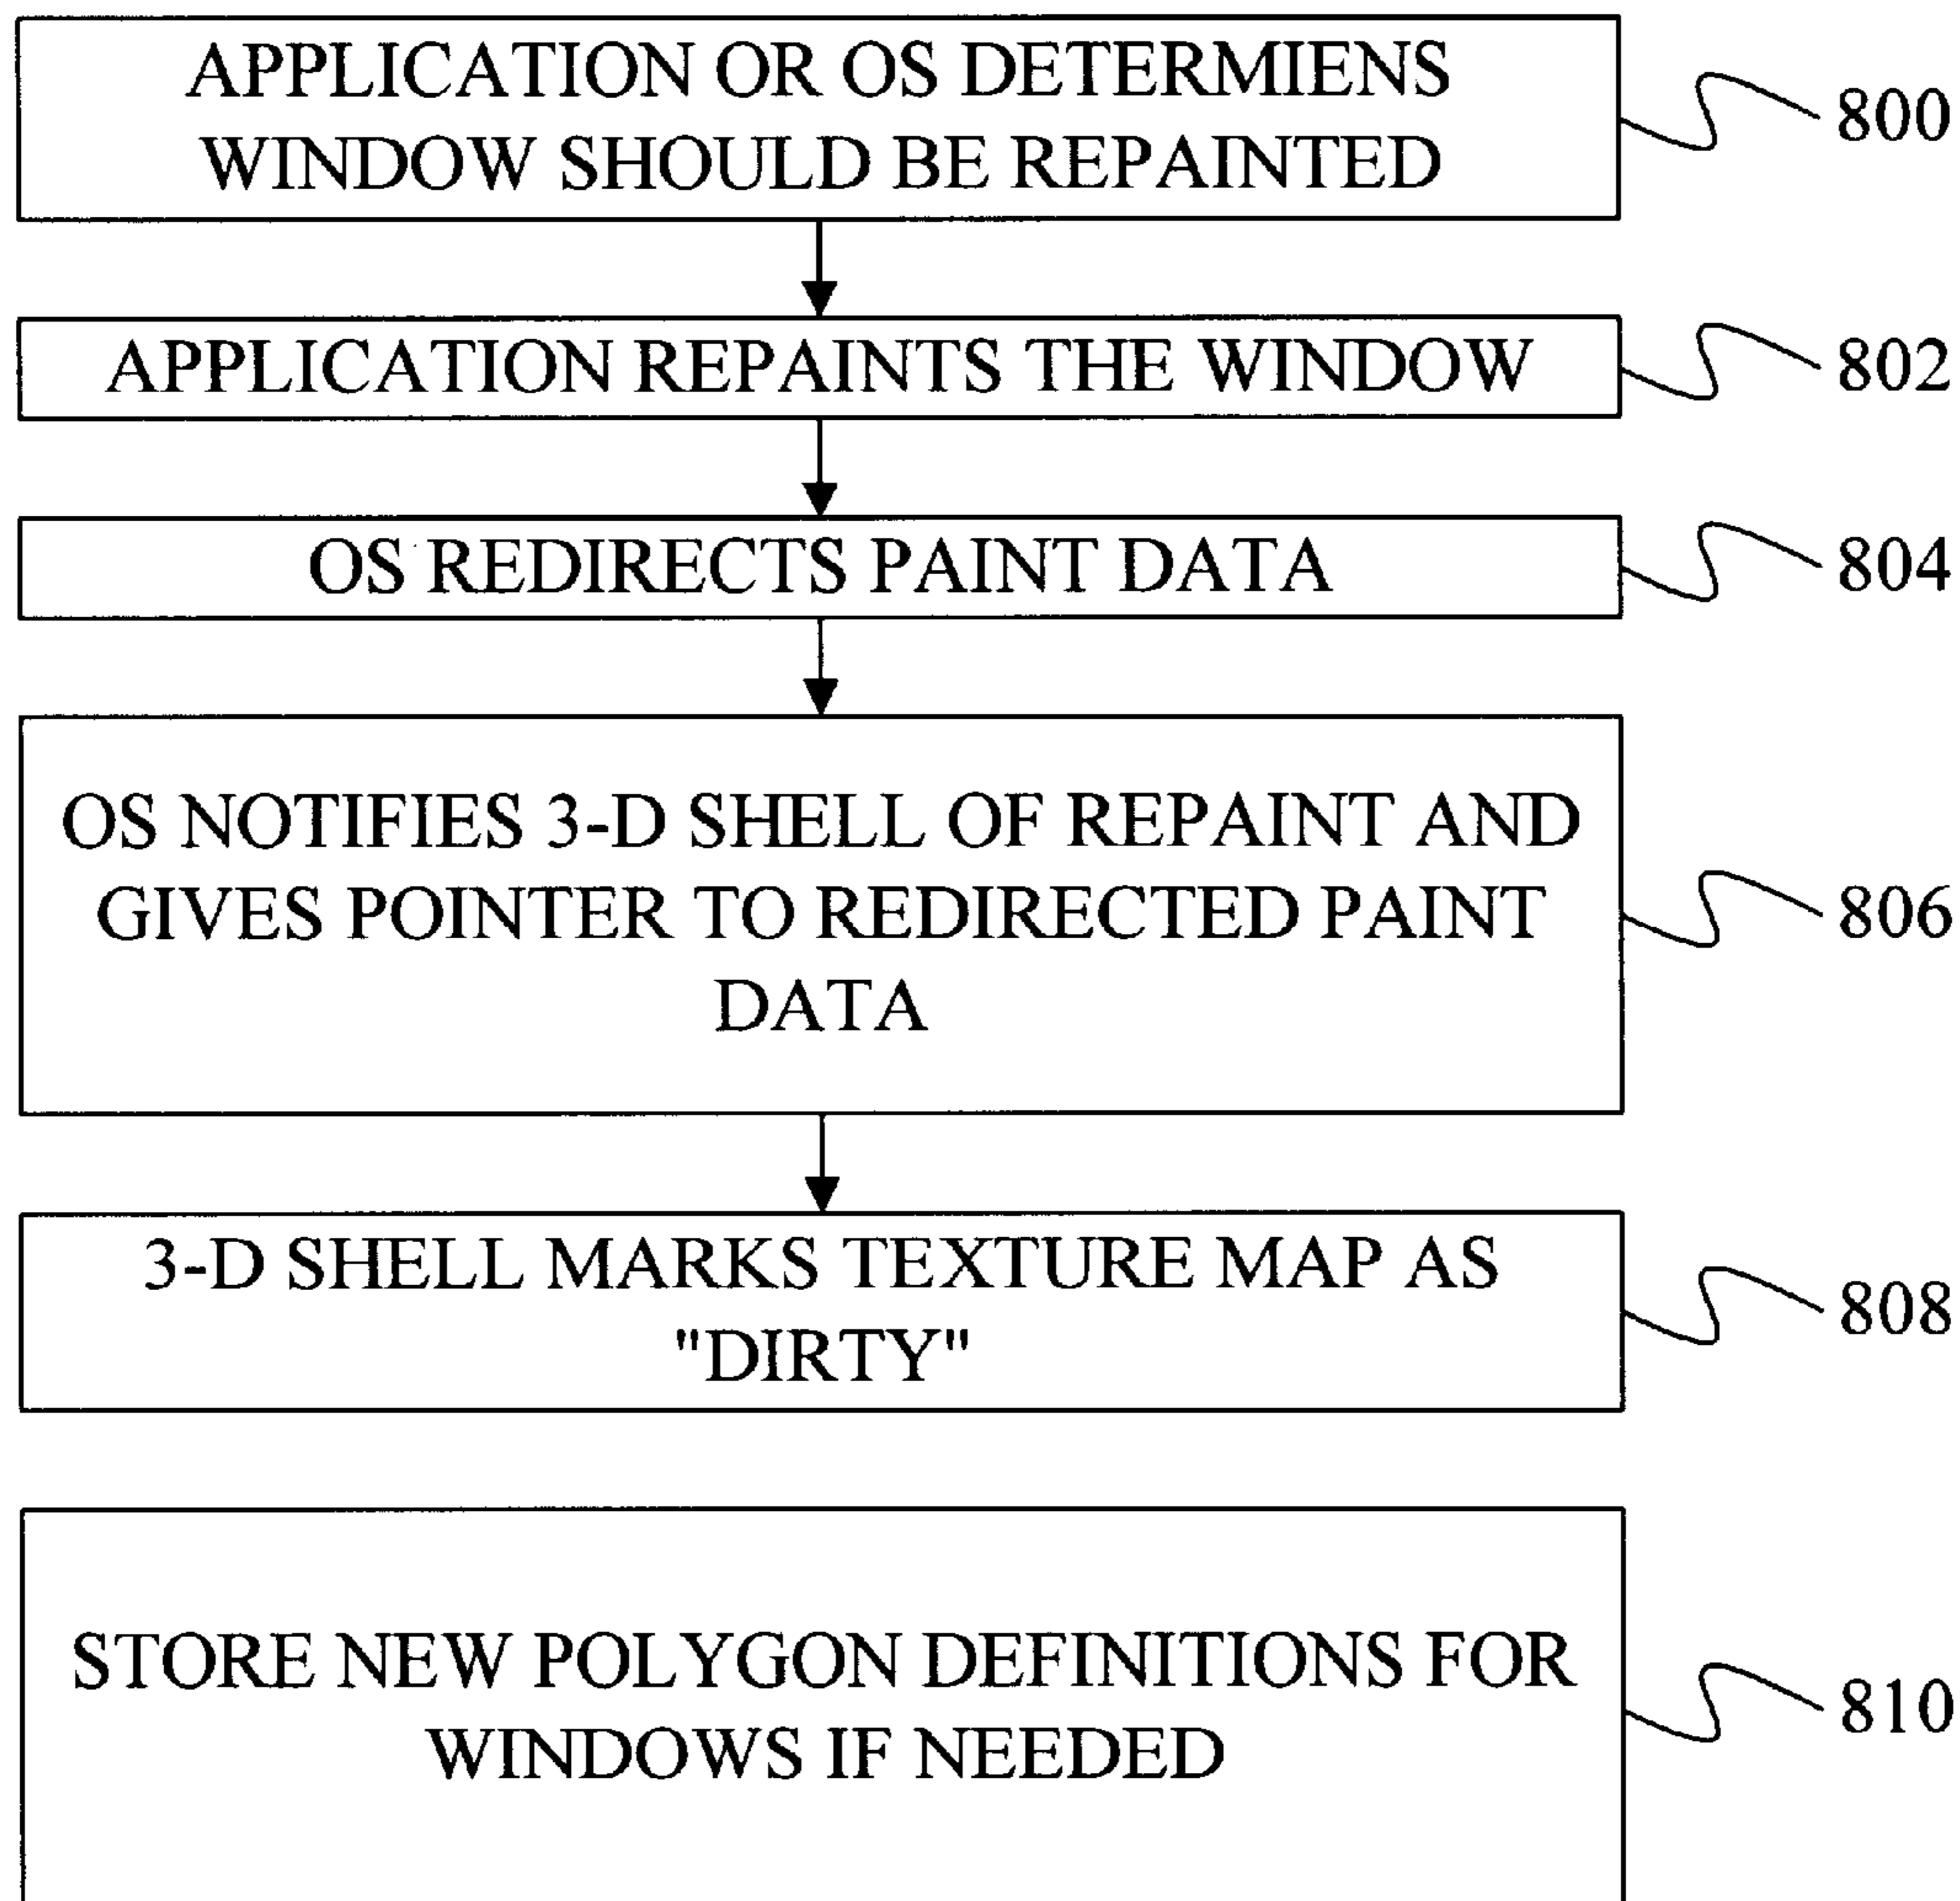 APPLICATION OR OS DETERMIENS
WINDOW SHOULD BE REPAINTED
800
APPLICATION REPAINTS THE WINDOW
802
OS REDIRECTS PAINT DATA
804
OS NOTIFIES 3-D SHELL OF REPAINT AND
GIVES POINTER TO REDIRECTED PAINT
DATA
806
3-D SHELL MARKS TEXTURE MAP AS
"DIRTY"
808
STORE NEW POLYGON DEFINITIONS FOR
WINDOWS IF NEEDED
810